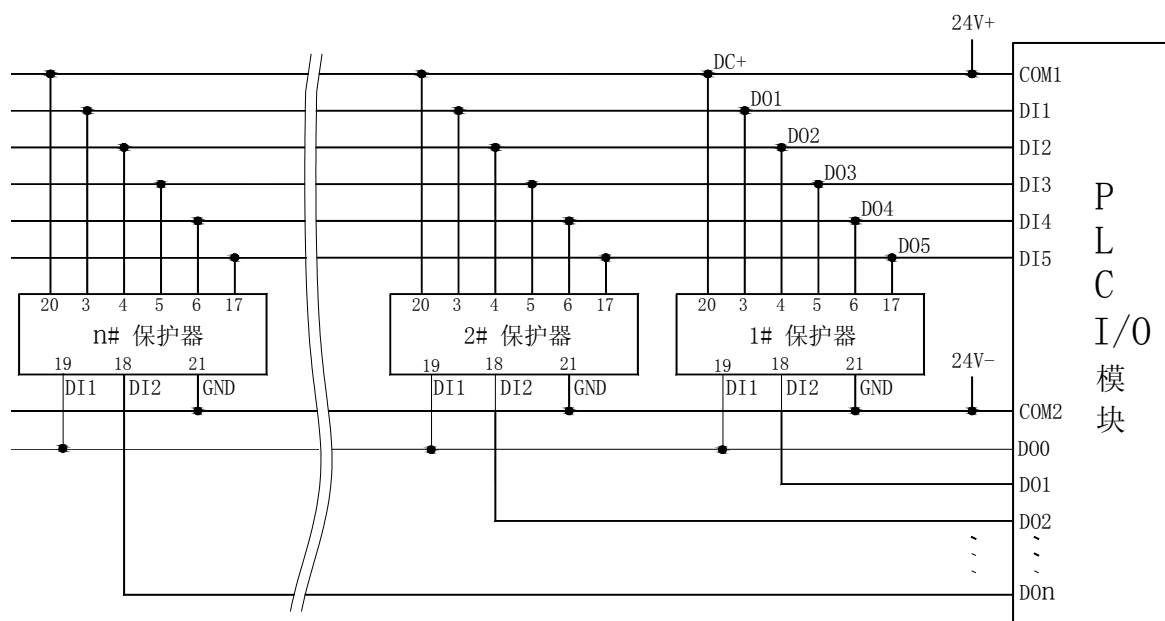 24V+
DC+
COM1
DO1
DI1
DO2
DI2
DO3
DI3
DO4
DI4
DO5
DI5
20 3 4 5 6 17
20 3 4 5 6 17
20 3 4 5 6 17
n# 保护器
2# 保护器
1# 保护器
19 18 21
19 18 21
19 18 21
DI1 DI2 GND
DI1 DI2 GND
DI1 DI2 GND
24V-
COM2
DO0
DO1
DO2
DOn
P
L
C
I/O
模
块